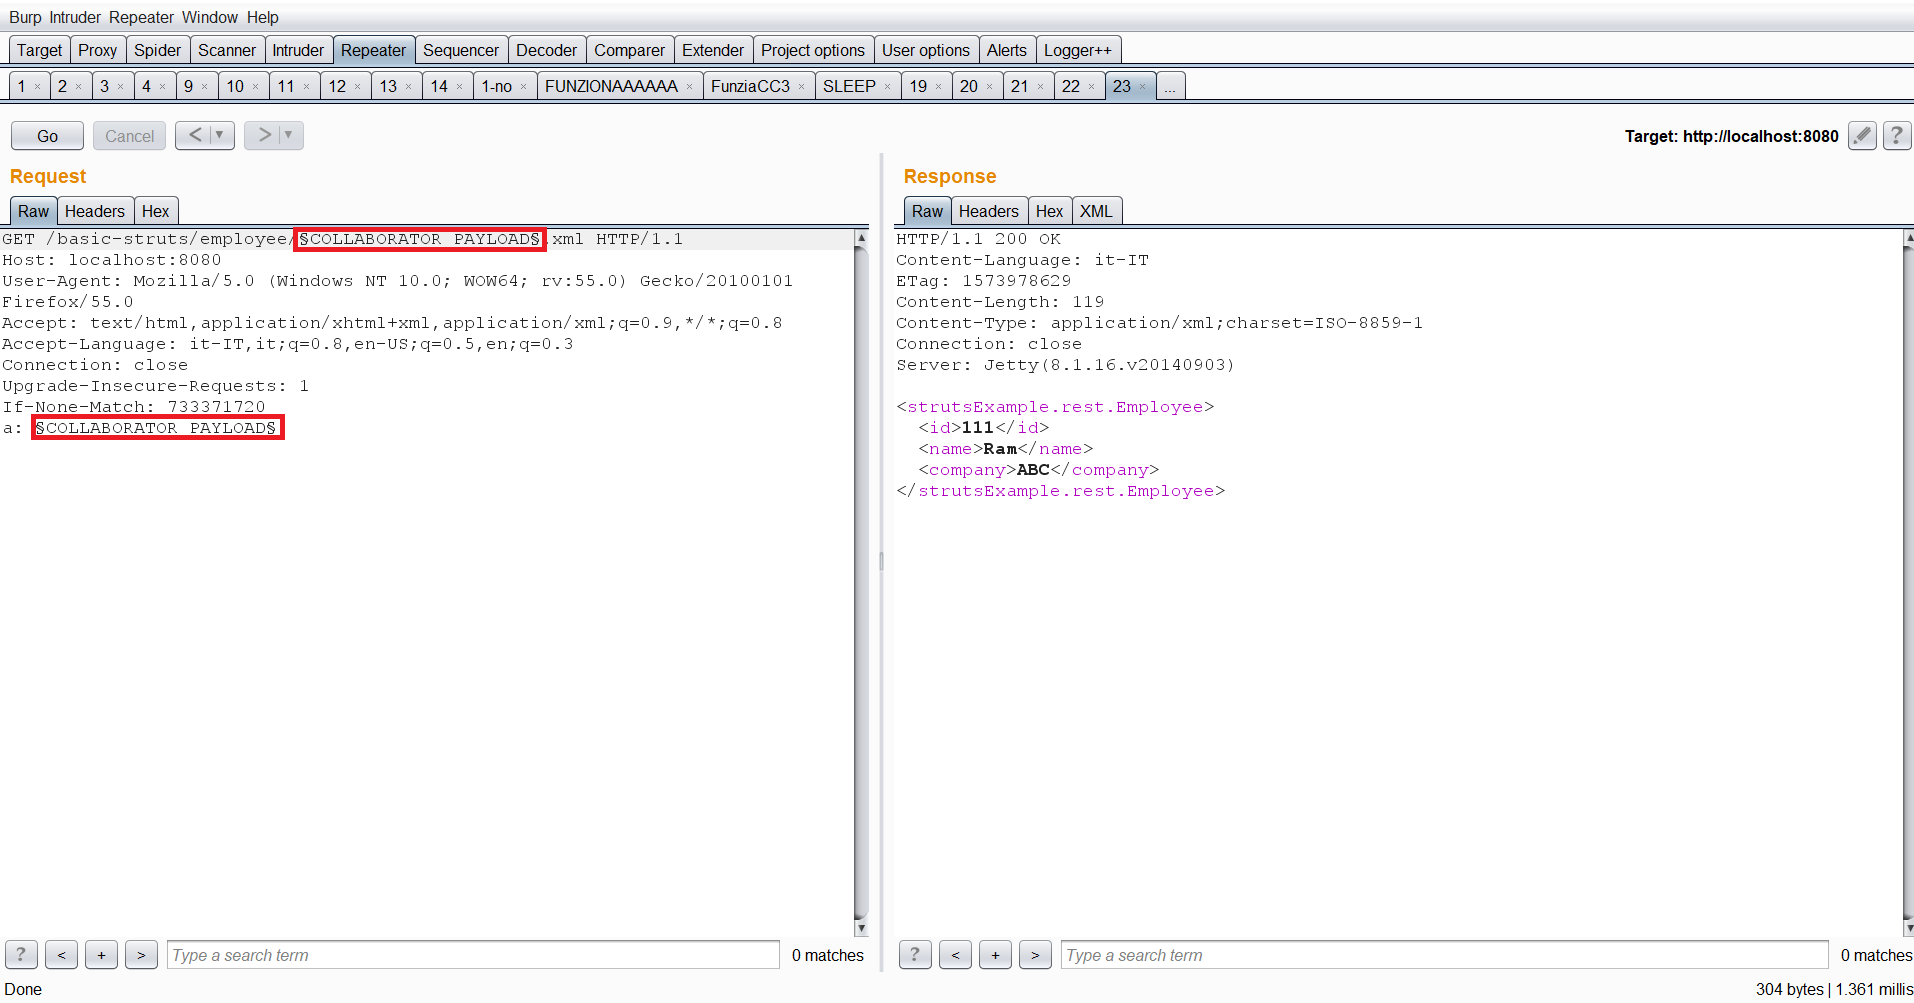 Burp Intruder Repeater Window Help
Target Proxy Spider Scanner Intruder Repeater Sequencer Decoder Comparer Extender Project options User options Alerts Logger++
1 × 2 × 3 × 4 × 9 × 10 × 11 × 12 × 13 × 14 × 1-no × FUNZIONAAAAAA × FunziaCC3 × SLEEP × 19 × 20 × 21 × 22 × 23 × ...
Go Cancel < ▼ > ▼ Target: http://localhost:8080 ?
Request
Raw Headers Hex
GET /basic-struts/employee/§COLLABORATOR PAYLOAD§.xml HTTP/1.1
Host: localhost:8080
User-Agent: Mozilla/5.0 (Windows NT 10.0; WOW64; rv:55.0) Gecko/20100101
Firefox/55.0
Accept: text/html,application/xhtml+xml,application/xml;q=0.9,*/*;q=0.8
Accept-Language: it-IT,it;q=0.8,en-US;q=0.5,en;q=0.3
Connection: close
Upgrade-Insecure-Requests: 1
If-None-Match: 733371720
a: §COLLABORATOR PAYLOAD§
? < + > Type a search term 0 matches
Response
Raw Headers Hex XML
HTTP/1.1 200 OK
Content-Language: it-IT
ETag: 1573978629
Content-Length: 119
Content-Type: application/xml;charset=ISO-8859-1
Connection: close
Server: Jetty(8.1.16.v20140903)
<strutsExample.rest.Employee>
<id>111</id>
<name>Ram</name>
<company>ABC</company>
</strutsExample.rest.Employee>
? < + > Type a search term 0 matches
Done 304 bytes | 1.361 millis